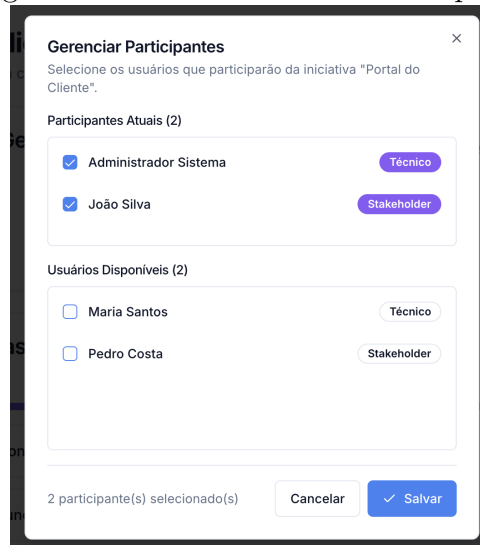 Gerenciar Participantes
Selecione os usuários que participarão da iniciativa "Portal do
Cliente".
Participantes Atuais (2)
Administrador Sistema Técnico
João Silva Stakeholder
Usuários Disponíveis (2)
Maria Santos Técnico
Pedro Costa Stakeholder
2 participante(s) selecionado(s) Cancelar Salvar